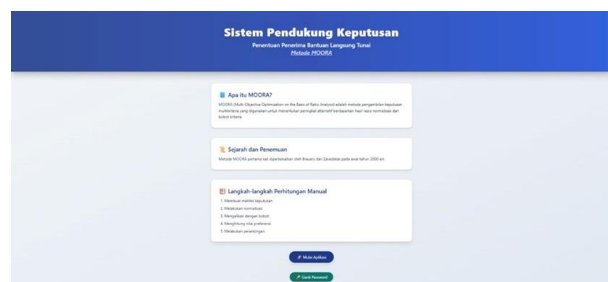 Sistem Pendukung Keputusan
Penentuan Penerima Bantuan Langsung Tunai
Metode MOORA
Apa itu MOORA?
MOORA (Multi-Objective Optimization on the Basis of Ratio Analysis) adalah metode pengambilan keputusan
multikriteria yang digunakan untuk menentukan peringkat alternatif berdasarkan hasil rasio normalisasi dan
bobot kriteria.
Sejarah dan Penemuan
Metode MOORA pertama kali diperkenalkan oleh Brauers dan Zavadskas pada awal tahun 2000-an.
Langkah-langkah Perhitungan Manual
1. Membuat matriks keputusan
2. Melakukan normalisasi
3. Mengalikan dengan bobot
4. Menghitung nilai preferensi
5. Melakukan perankingan
Mulai Aplikasi
Ganti Password